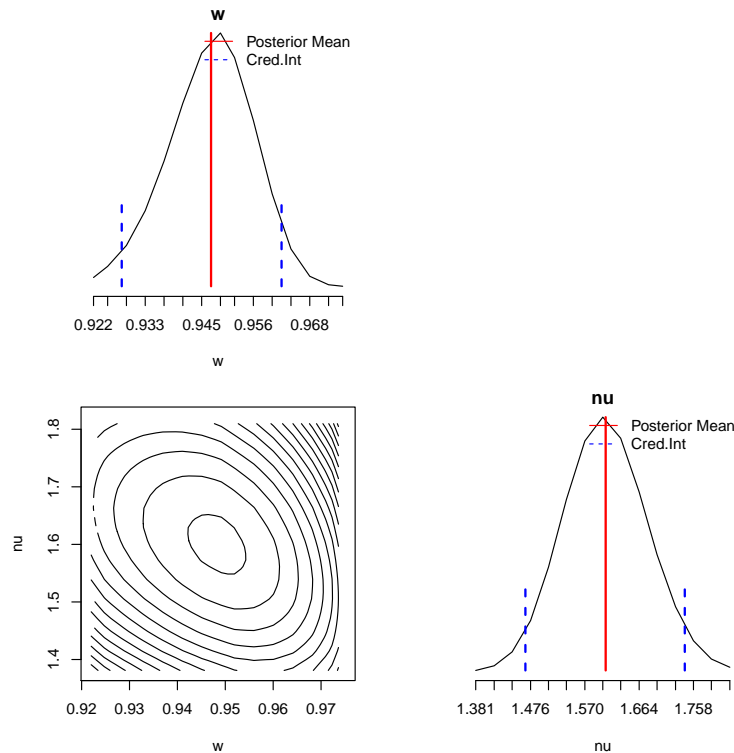 w
Posterior Mean
Cred.Int
0.922 0.933 0.945 0.956 0.968
w
nu
1.4 1.5 1.6 1.7 1.8
0.92 0.93 0.94 0.95 0.96 0.97
w
nu
Posterior Mean
Cred.Int
1.381 1.476 1.570 1.664 1.758
nu